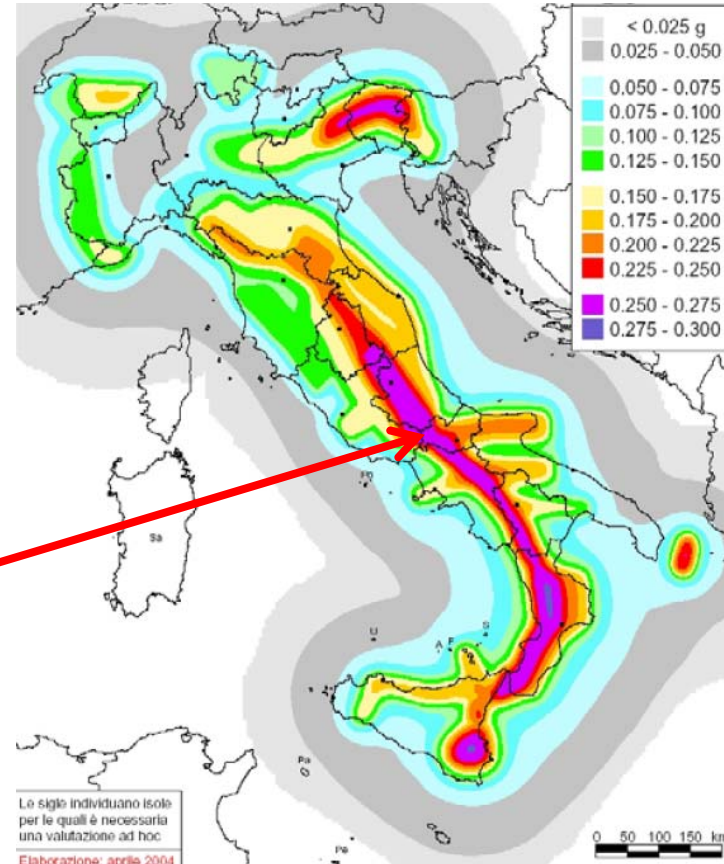 < 0.025 g
0.025 - 0.050
0.050 - 0.075
0.075 - 0.100
0.100 - 0.125
0.125 - 0.150
0.150 - 0.175
0.175 - 0.200
0.200 - 0.225
0.225 - 0.250
0.250 - 0.275
0.275 - 0.300
Sa
U
A
F
S
Pa
Pe
Le sigle individuano isole
per le quali è necessaria
una valutazione ad hoc
Elaborazione: aprile 2004
0 50 100 150 km